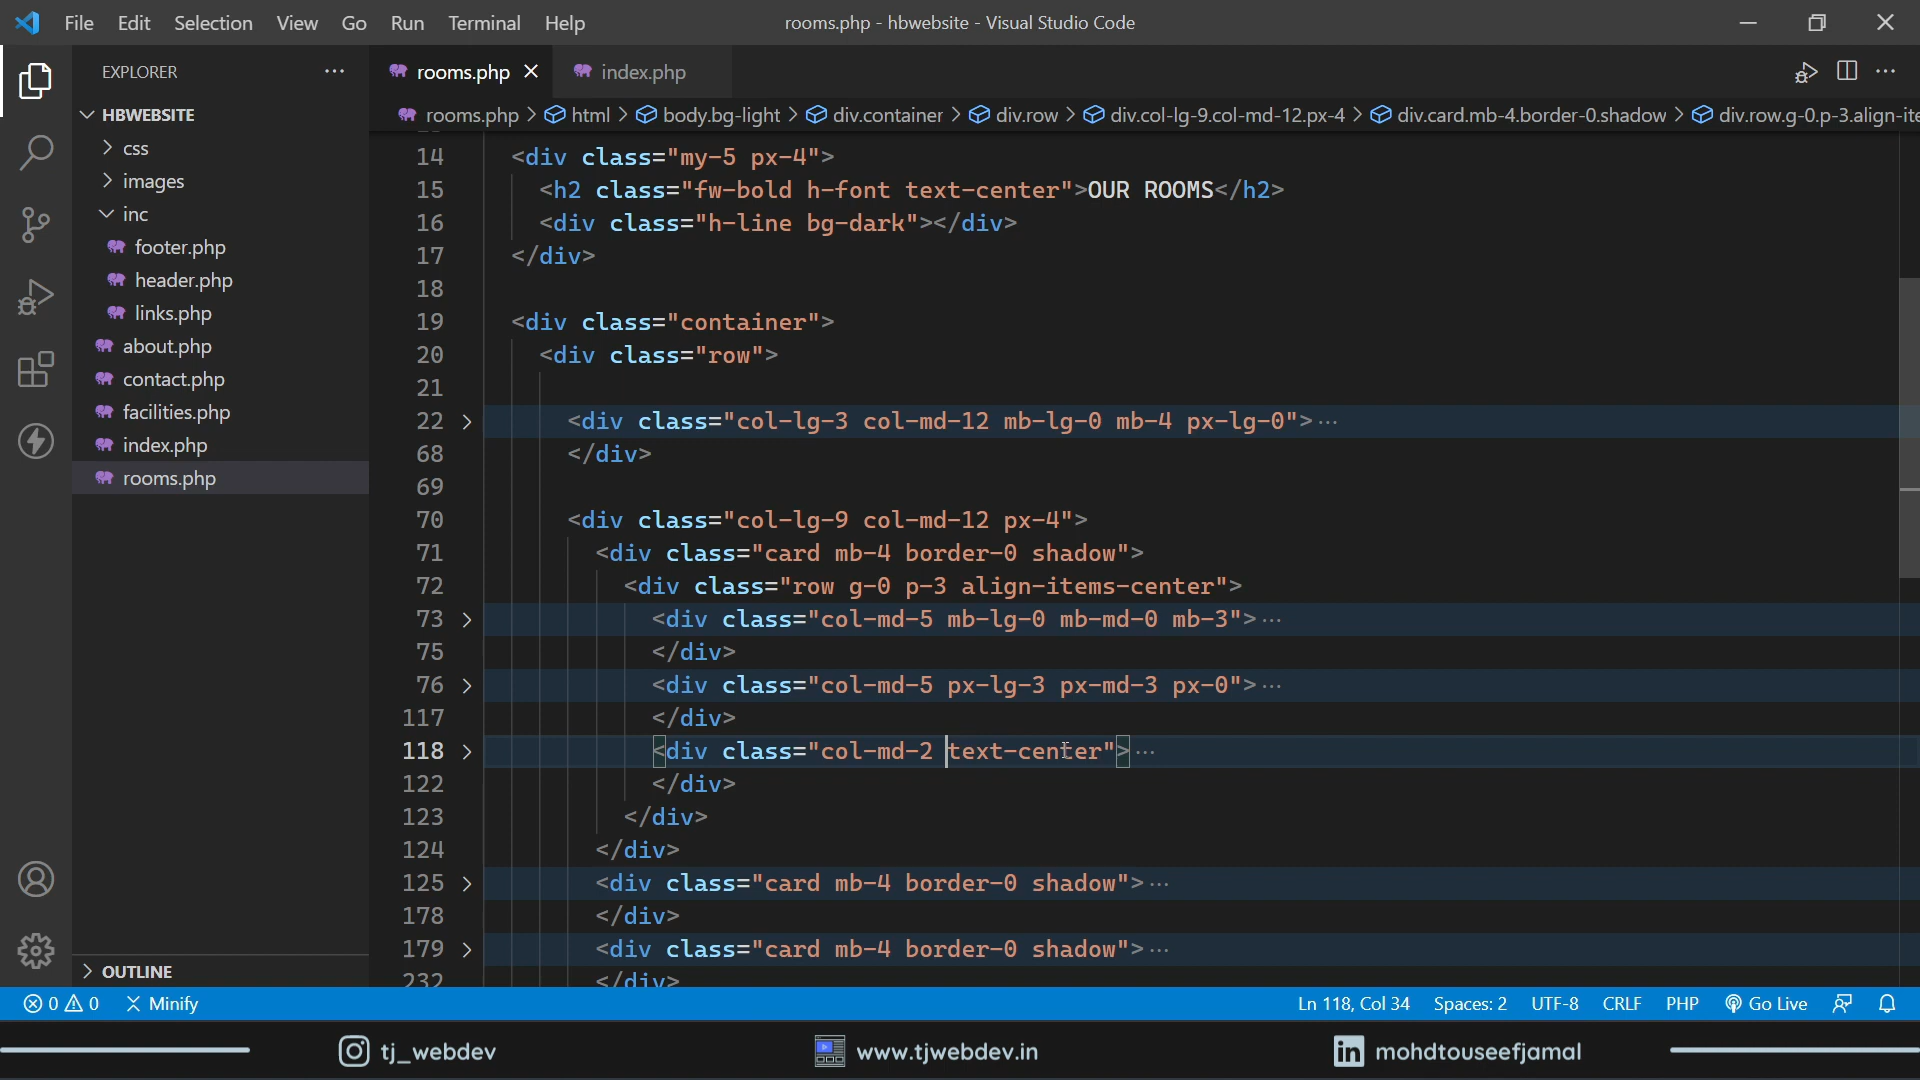 File Edit Selection View Go Run Terminal Help
rooms.php - hbwebsite - Visual Studio Code
EXPLORER
HBWEBSITE
css
images
inc
footer.php
header.php
links.php
about.php
contact.php
facilities.php
index.php
rooms.php
OUTLINE
rooms.php index.php
rooms.php > html > body.bg-light > div.container > div.row > div.col-lg-9.col-md-12.px-4 > div.card.mb-4.border-0.shadow > div.row.g-0.p-3.align-ite
14 <div class="my-5 px-4">
15 <h2 class="fw-bold h-font text-center">OUR ROOMS</h2>
16 <div class="h-line bg-dark"></div>
17 </div>
18
19 <div class="container">
20 <div class="row">
21
22 <div class="col-lg-3 col-md-12 mb-lg-0 mb-4 px-lg-0">···
68 </div>
69
70 <div class="col-lg-9 col-md-12 px-4">
71 <div class="card mb-4 border-0 shadow">
72 <div class="row g-0 p-3 align-items-center">
73 <div class="col-md-5 mb-lg-0 mb-md-0 mb-3">···
75 </div>
76 <div class="col-md-5 px-lg-3 px-md-3 px-0">···
117 </div>
118 <div class="col-md-2 text-center">···
122 </div>
123 </div>
124 </div>
125 <div class="card mb-4 border-0 shadow">···
178 </div>
179 <div class="card mb-4 border-0 shadow">···
232 </div>
0 0 Minify
Ln 118, Col 34 Spaces: 2 UTF-8 CRLF PHP Go Live
tj_webdev
www.tjwebdev.in
mohdtouseefjamal